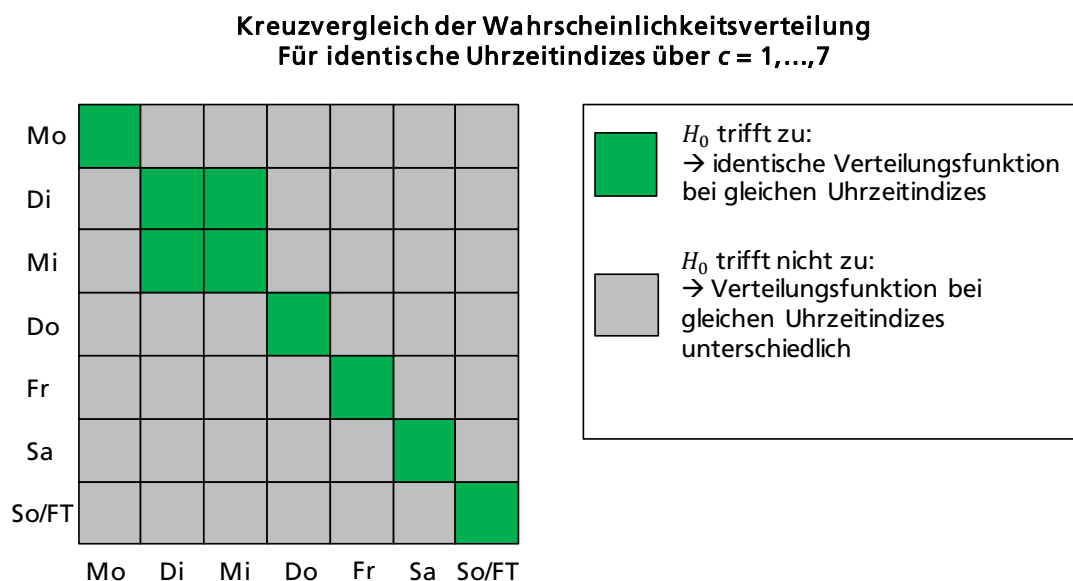 Kreuzvergleich der Wahrscheinlichkeitsverteilung
Für identische Uhrzeitindizes über c = 1,…,7
Mo
Di
Mi
Do
Fr
Sa
So/FT
Mo Di Mi Do Fr Sa So/FT
H₀ trifft zu:
→ identische Verteilungsfunktion
bei gleichen Uhrzeitindizes
H₀ trifft nicht zu:
→ Verteilungsfunktion bei
gleichen Uhrzeitindizes
unterschiedlich